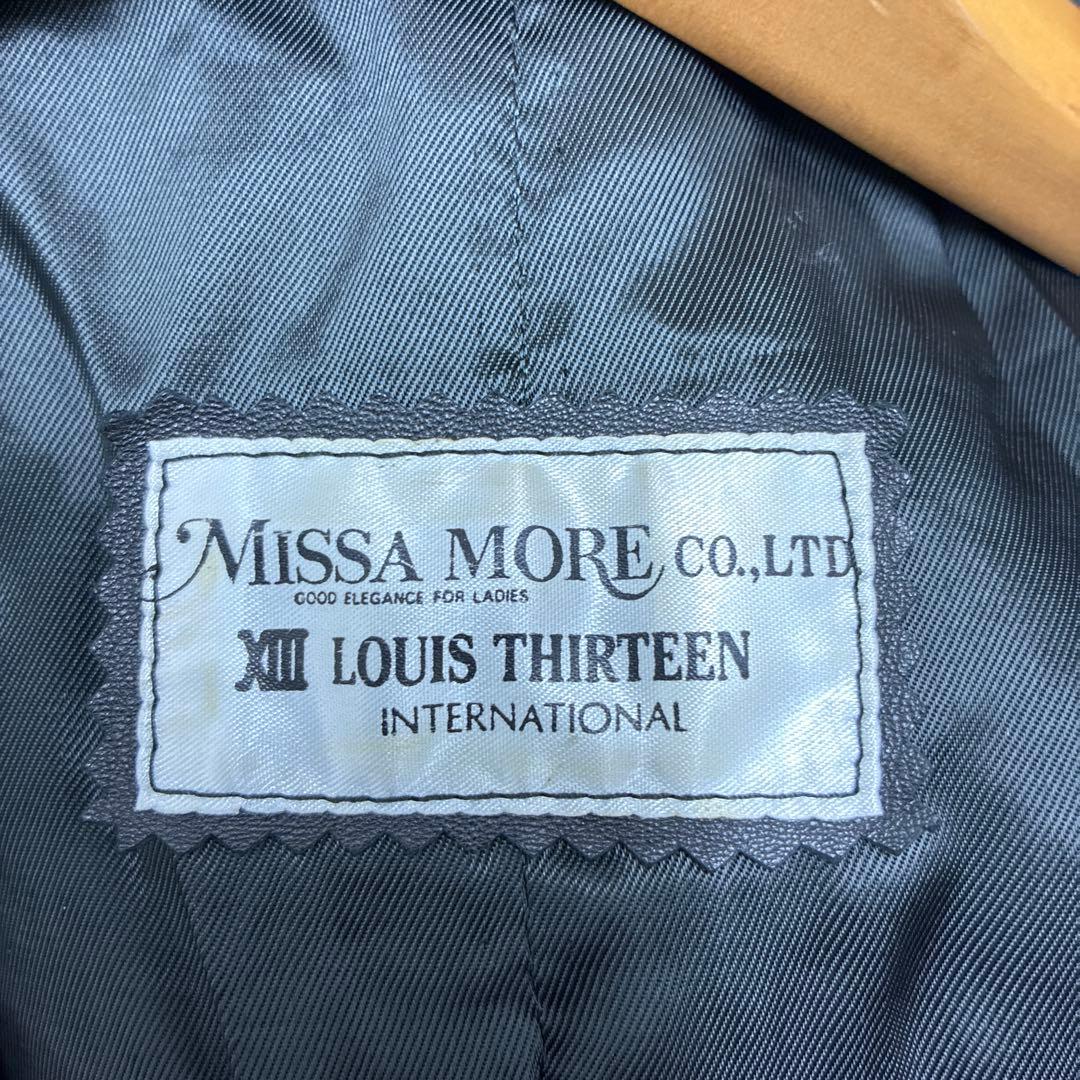 MISSA MORE CO.,LTD.
GOOD ELEGANCE FOR LADIES
XIII LOUIS THIRTEEN
INTERNATIONAL